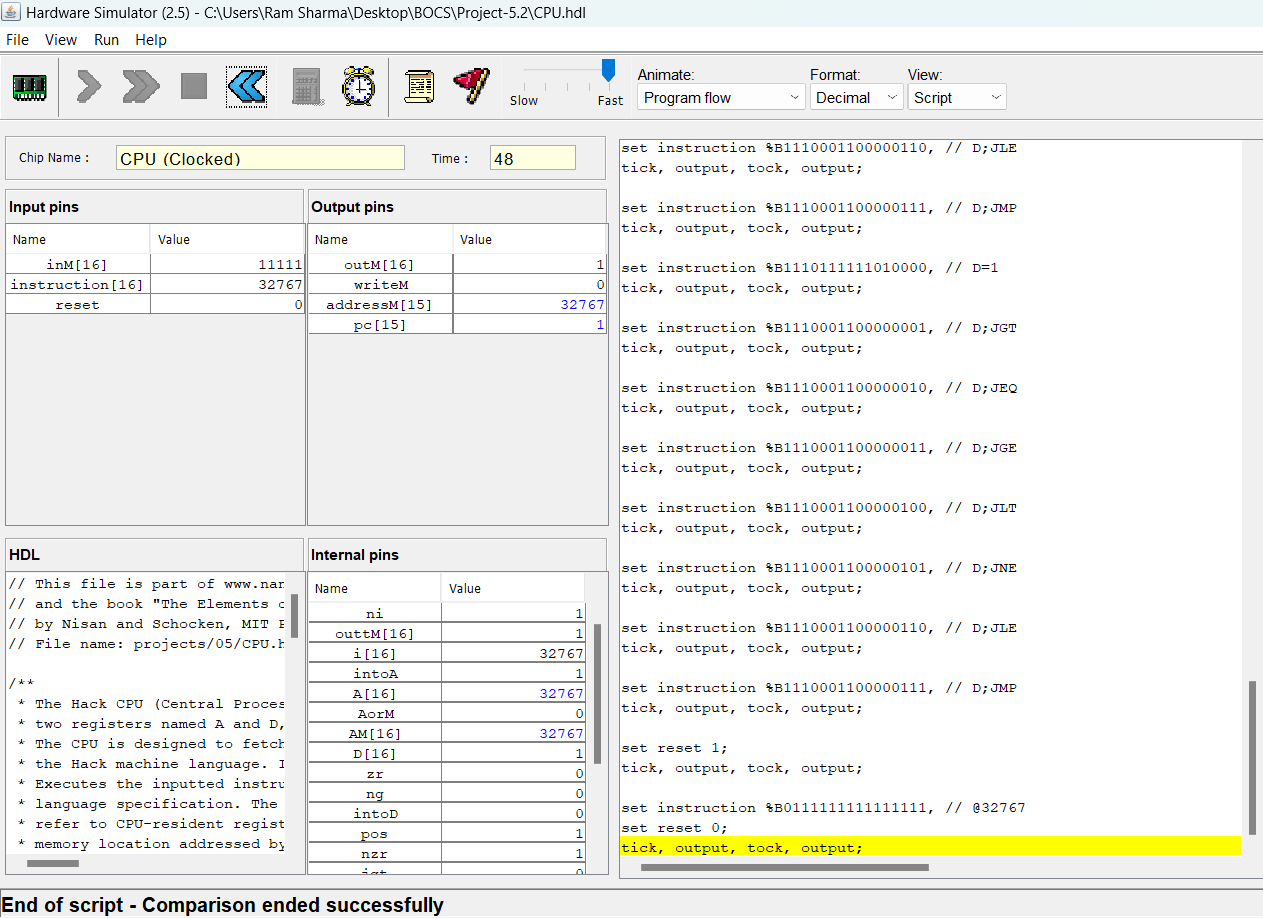 Hardware Simulator (2.5) - C:\Users\Ram Sharma\Desktop\BOCS\Project-5.2\CPU.hdl
File View Run Help
Slow Fast
Animate: Format: View:
Program flow Decimal Script
Chip Name : CPU (Clocked) Time : 48
Input pins
Name Value
inM[16] 11111
instruction[16] 32767
reset 0
Output pins
Name Value
outM[16] 1
writeM 0
addressM[15] 32767
pc[15] 1
HDL
// This file is part of www.nan
// and the book "The Elements o
// by Nisan and Schocken, MIT P
// File name: projects/05/CPU.h
/**
* The Hack CPU (Central Proces
* two registers named A and D,
* The CPU is designed to fetch
* the Hack machine language. I
* Executes the inputted instru
* language specification. The
* refer to CPU-resident regist
* memory location addressed by
Internal pins
Name Value
ni 1
outtM[16] 1
i[16] 32767
intoA 1
A[16] 32767
AorM 0
AM[16] 32767
D[16] 1
zr 0
ng 0
intoD 0
pos 1
nzr 1
jgt 0
set instruction %B1110001100000110, // D;JLE
tick, output, tock, output;
set instruction %B1110001100000111, // D;JMP
tick, output, tock, output;
set instruction %B1110111111010000, // D=1
tick, output, tock, output;
set instruction %B1110001100000001, // D;JGT
tick, output, tock, output;
set instruction %B1110001100000010, // D;JEQ
tick, output, tock, output;
set instruction %B1110001100000011, // D;JGE
tick, output, tock, output;
set instruction %B1110001100000100, // D;JLT
tick, output, tock, output;
set instruction %B1110001100000101, // D;JNE
tick, output, tock, output;
set instruction %B1110001100000110, // D;JLE
tick, output, tock, output;
set instruction %B1110001100000111, // D;JMP
tick, output, tock, output;
set reset 1;
tick, output, tock, output;
set instruction %B0111111111111111, // @32767
set reset 0;
tick, output, tock, output;
End of script - Comparison ended successfully